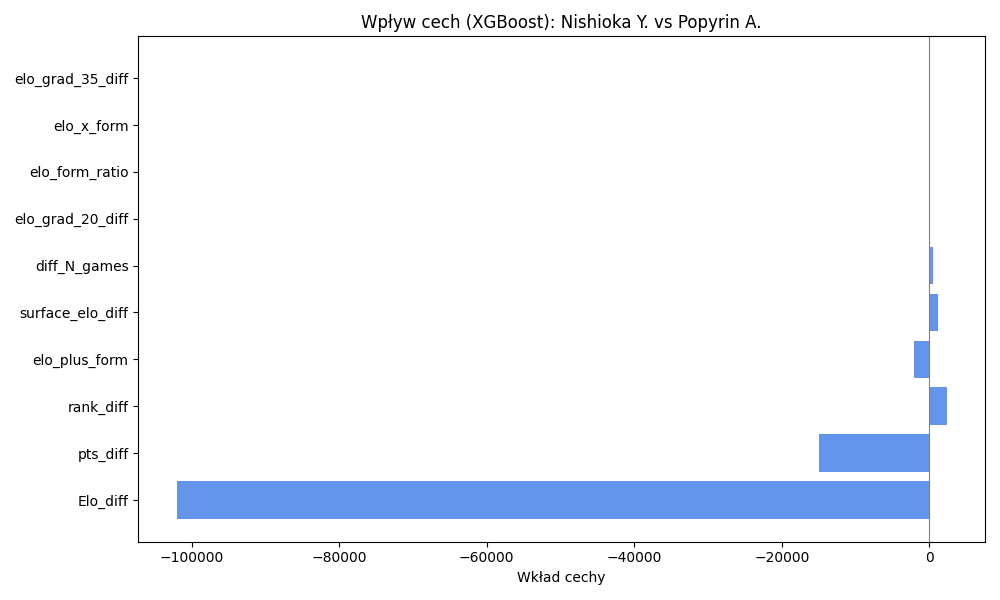 Wpływ cech (XGBoost): Nishioka Y. vs Popyrin A.
elo_grad_35_diff
elo_x_form
elo_form_ratio
elo_grad_20_diff
diff_N_games
surface_elo_diff
elo_plus_form
rank_diff
pts_diff
Elo_diff
−100000 −80000 −60000 −40000 −20000 0
Wkład cechy